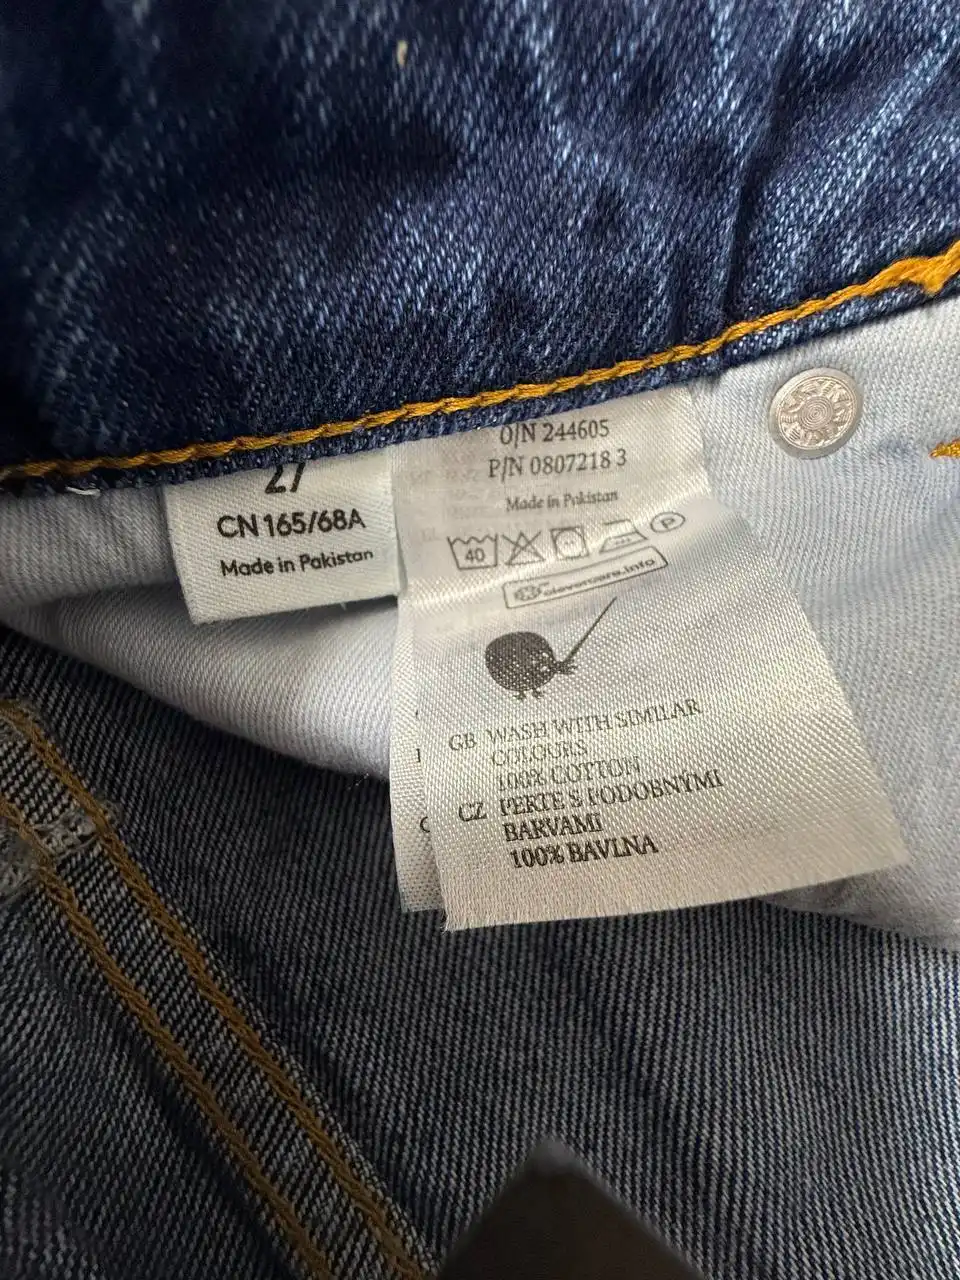 27
CN 165/68A
Made in Pakistan
O/N 244605
P/N 0807218 3
Made in Pakistan
40
P
clevercare.info
GB WASH WITH SIMILAR
COLOURS
100% COTTON
CZ PERTE S PODOBNÝMI
BARVAMI
100% BAVLNA